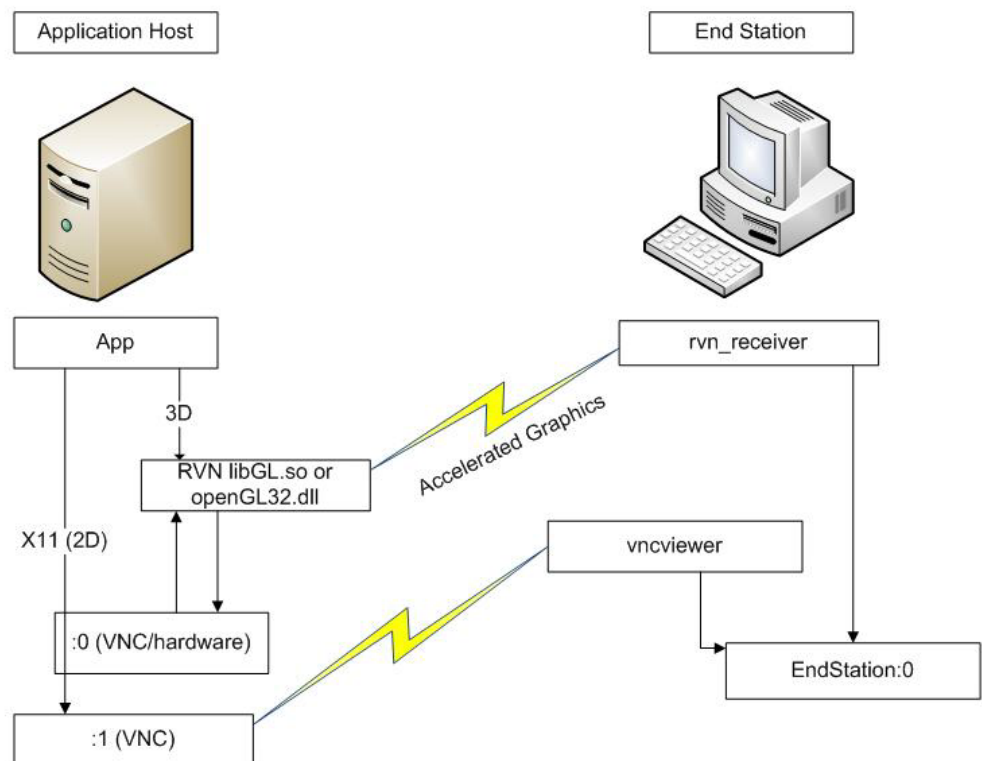 Application Host
End Station
App
rvn_receiver
3D
Accelerated Graphics
RVN libGL.so or
openGL32.dll
X11 (2D)
vncviewer
:0 (VNC/hardware)
EndStation:0
:1 (VNC)